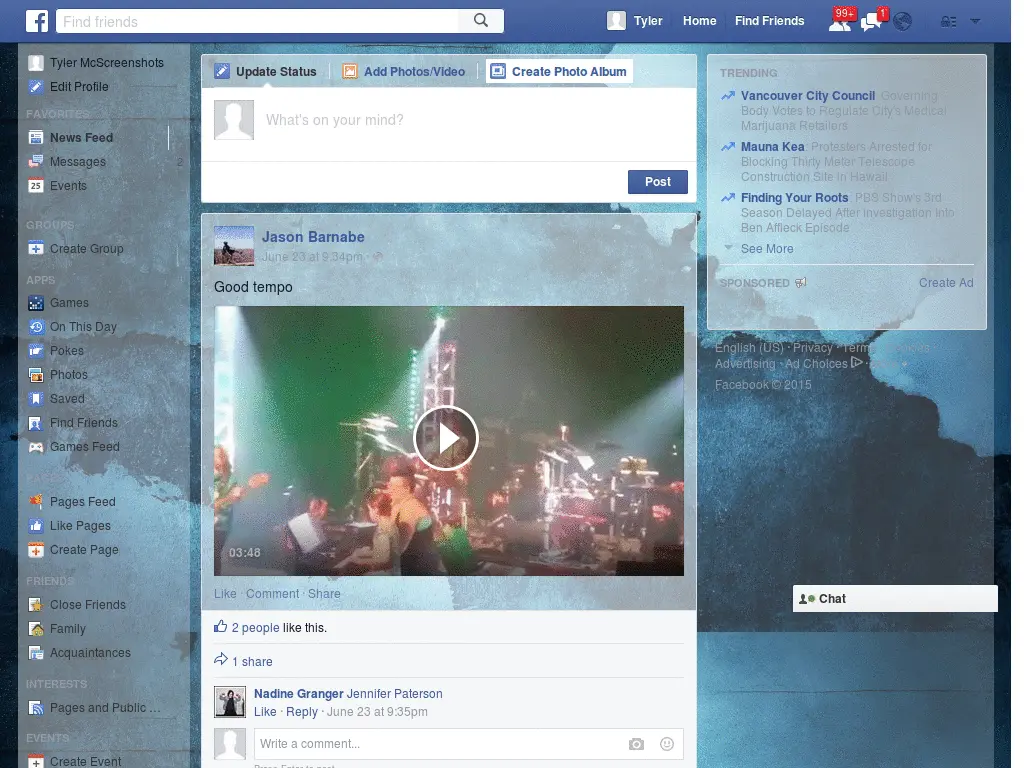 Find friends
Tyler
Home
Find Friends
99+
1
Tyler McScreenshots
Edit Profile
FAVORITES
News Feed
Messages
2
Events
GROUPS
Create Group
APPS
Games
On This Day
Pokes
Photos
Saved
Find Friends
Games Feed
Pages Feed
Like Pages
Create Page
FRIENDS
Close Friends
Family
Acquaintances
INTERESTS
Pages and Public ...
EVENTS
Create Event
Update Status
Add Photos/Video
Create Photo Album
What's on your mind?
Post
Jason Barnabe
June 23 at 9:34pm ·
Good tempo
03:48
Like · Comment · Share
2 people like this.
1 share
Nadine Granger Jennifer Paterson
Like · Reply · June 23 at 9:35pm
Write a comment...
Press Enter to post.
TRENDING
Vancouver City Council: Governing
Body Votes to Regulate City's Medical
Marijuana Retailers
Mauna Kea: Protesters Arrested for
Blocking Thirty Meter Telescope
Construction Site in Hawaii
Finding Your Roots: PBS Show's 3rd
Season Delayed After Investigation Into
Ben Affleck Episode
See More
SPONSORED
Create Ad
English (US) · Privacy · Terms · Cookies
Advertising · Ad Choices
Facebook © 2015
Chat